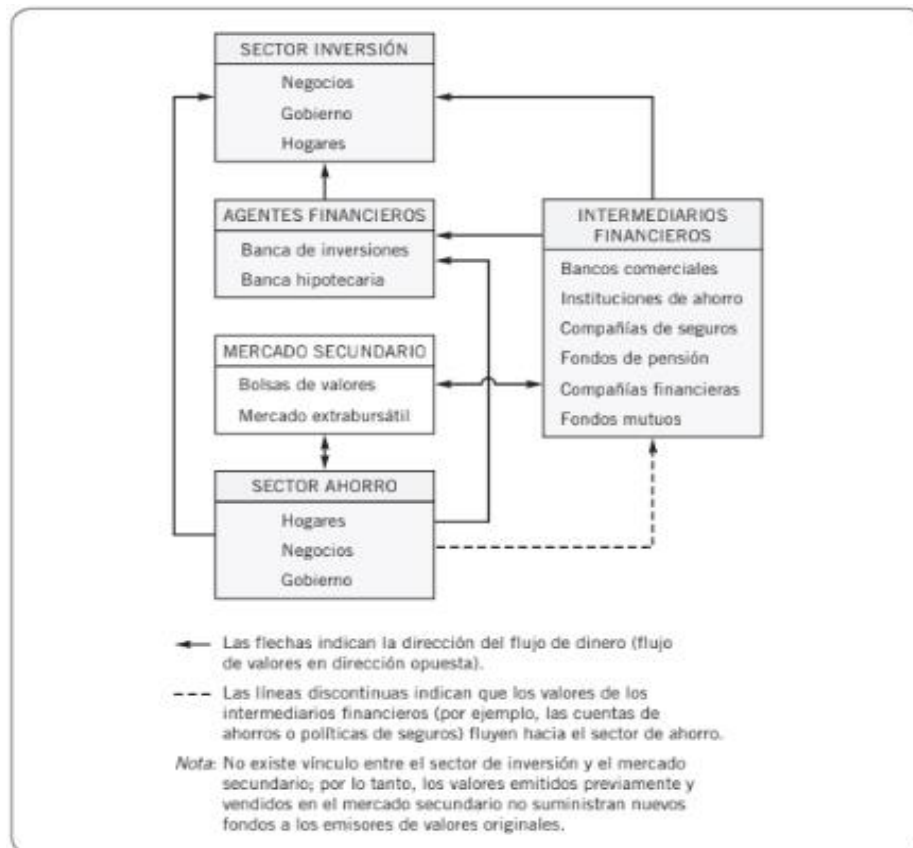 SECTOR INVERSIÓN
Negocios
Gobierno
Hogares
AGENTES FINANCIEROS
Banca de inversiones
Banca hipotecaria
INTERMEDIARIOS
FINANCIEROS
Bancos comerciales
Instituciones de ahorro
Compañías de seguros
Fondos de pensión
Compañías financieras
Fondos mutuos
MERCADO SECUNDARIO
Bolsas de valores
Mercado extrabursátil
SECTOR AHORRO
Hogares
Negocios
Gobierno
Las flechas indican la dirección del flujo de dinero (flujo
de valores en dirección opuesta).
Las líneas discontinuas indican que los valores de los
intermediarios financieros (por ejemplo, las cuentas de
ahorros o políticas de seguros) fluyen hacia el sector de ahorro.
Nota: No existe vínculo entre el sector de inversión y el mercado
secundario; por lo tanto, los valores emitidos previamente y
vendidos en el mercado secundario no suministran nuevos
fondos a los emisores de valores originales.